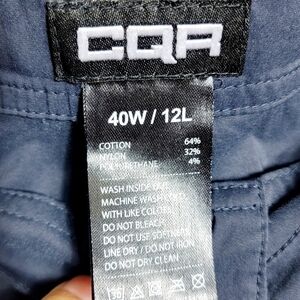 CQR
40W / 12L
COTTON 64%
NYLON 32%
POLYURETHANE 4%
WASH INSIDE OUT
MACHINE WASH COLD
WITH LIKE COLORS
DO NOT BLEACH
DO NOT USE SOFTENER
LINE DRY / DO NOT IRON
DO NOT DRY CLEAN
30